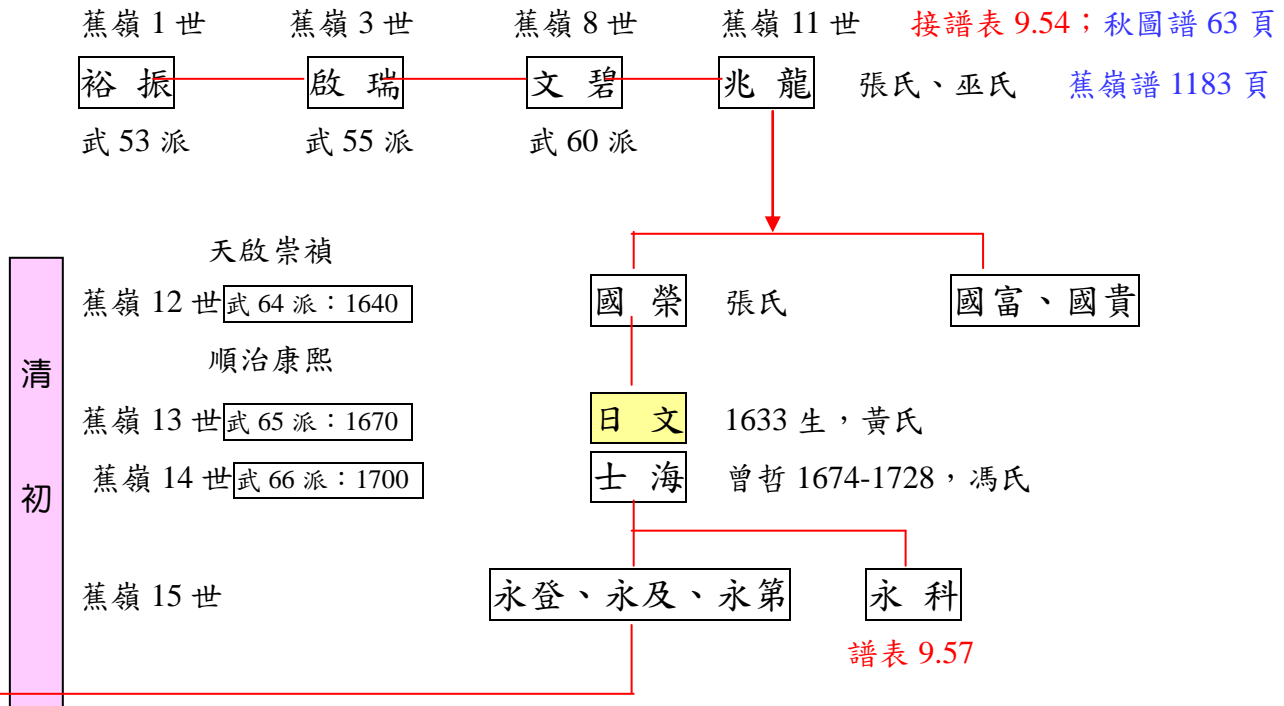 蕉嶺 1 世 蕉嶺 3 世 蕉嶺 8 世 蕉嶺 11 世 接譜表 9.54；秋圖譜 63 頁
裕 振 啟 瑞 文 碧 兆 龍 張氏、巫氏 蕉嶺譜 1183 頁
武 53 派 武 55 派 武 60 派
天啟崇禎
蕉嶺 12 世 武 64 派：1640 國 榮 張氏 國富、國貴
順治康熙
清初
蕉嶺 13 世 武 65 派：1670 日 文 1633 生，黃氏
蕉嶺 14 世 武 66 派：1700 士 海 曾哲 1674-1728，馮氏
蕉嶺 15 世 永登、永及、永第 永 科
譜表 9.57